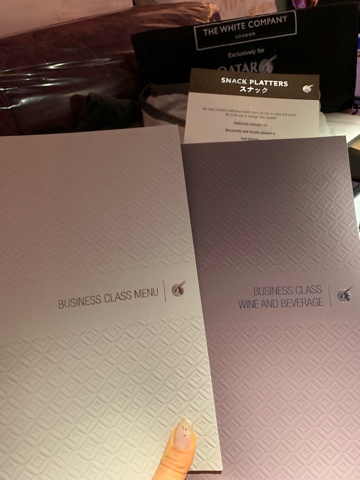 THE WHITE COMPANY
LONDON
Exclusively for
QATAR
SNACK PLATTERS
スナック
BUSINESS CLASS MENU
BUSINESS CLASS
WINE AND BEVERAGE